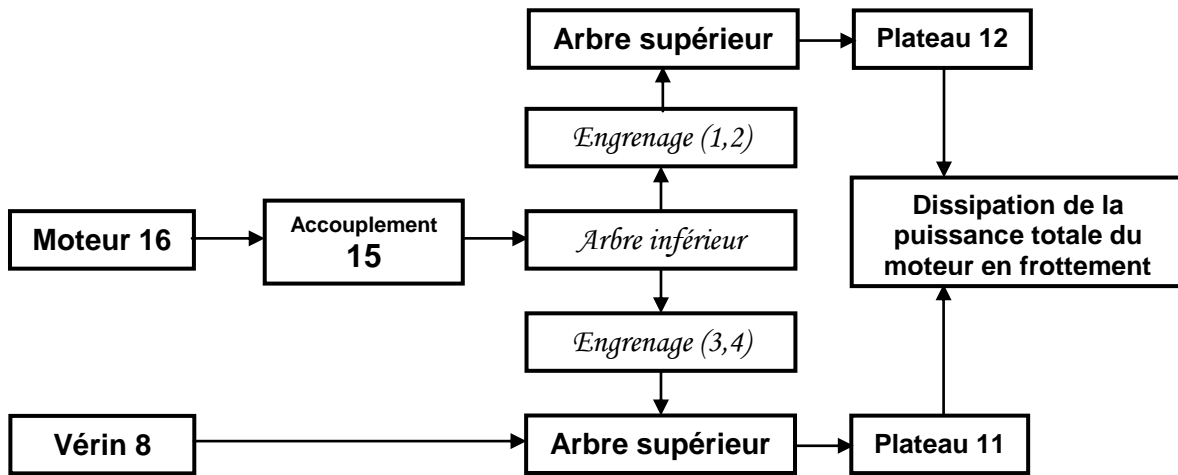 Arbre supérieur
Plateau 12
Engrenage (1,2)
Moteur 16
Accouplement
15
Arbre inférieur
Dissipation de la
puissance totale du
moteur en frottement
Engrenage (3,4)
Vérin 8
Arbre supérieur
Plateau 11